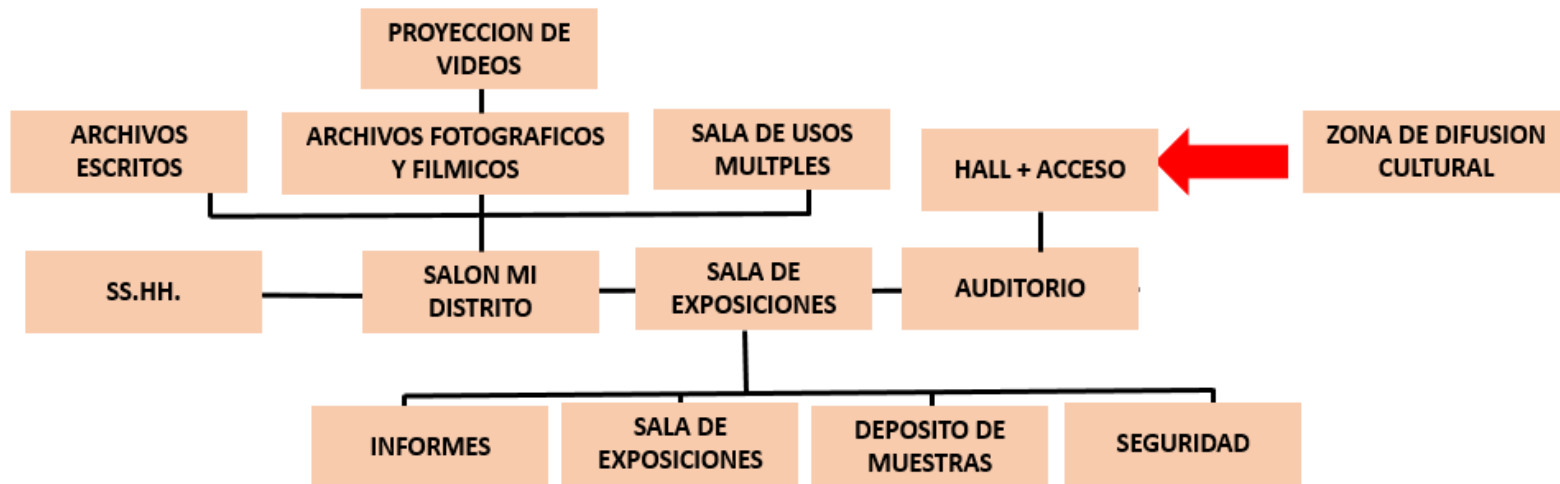 PROYECCION DE
VIDEOS
ARCHIVOS
ESCRITOS
ARCHIVOS FOTOGRAFICOS
Y FILMICOS
SALA DE USOS
MULTPLES
HALL + ACCESO
ZONA DE DIFUSION
CULTURAL
SS.HH.
SALON MI
DISTRITO
SALA DE
EXPOSICIONES
AUDITORIO
INFORMES
SALA DE
EXPOSICIONES
DEPOSITO DE
MUESTRAS
SEGURIDAD